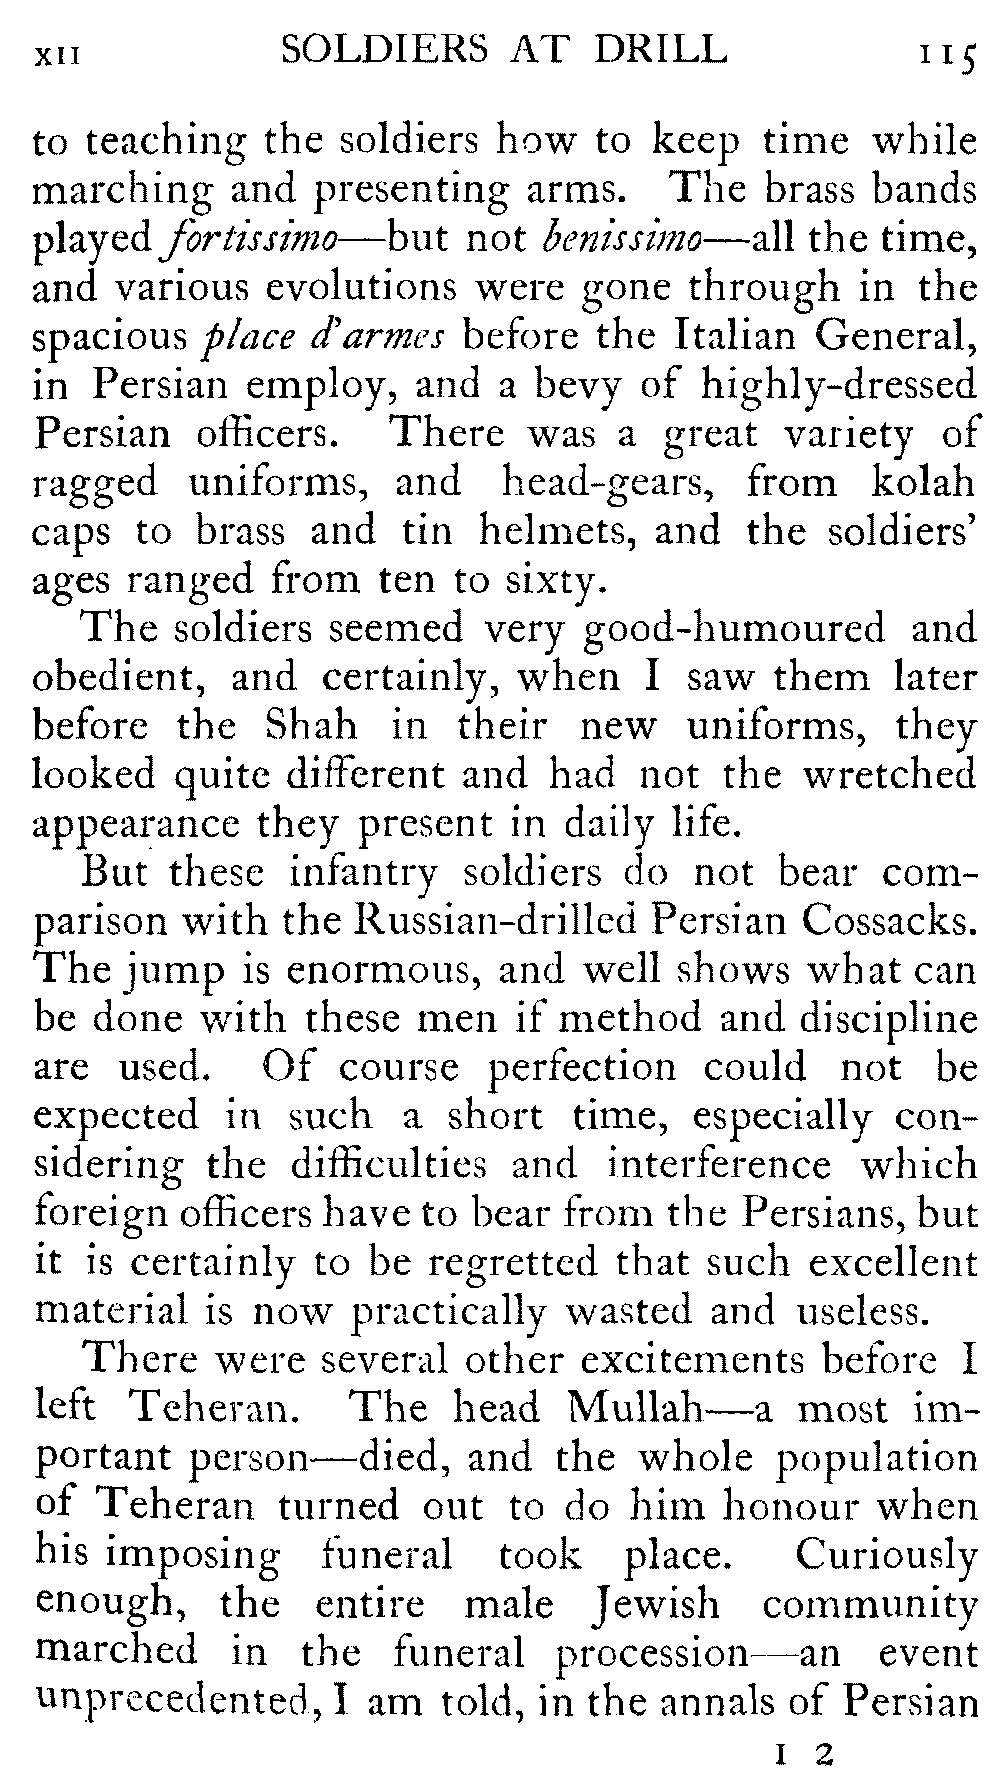 XII SOLDIERS AT DRILL 115
to teaching the soldiers how to keep time while
marching and presenting arms. The brass bands
played fortissimo—but not benissimo—all the time,
and various evolutions were gone through in the
spacious place d'armes before the Italian General,
in Persian employ, and a bevy of highly-dressed
Persian officers. There was a great variety of
ragged uniforms, and head-gears, from kolah
caps to brass and tin helmets, and the soldiers'
ages ranged from ten to sixty.
The soldiers seemed very good-humoured and
obedient, and certainly, when I saw them later
before the Shah in their new uniforms, they
looked quite different and had not the wretched
appearance they present in daily life.
But these infantry soldiers do not bear com-
parison with the Russian-drilled Persian Cossacks.
The jump is enormous, and well shows what can
be done with these men if method and discipline
are used. Of course perfection could not be
expected in such a short time, especially con-
sidering the difficulties and interference which
foreign officers have to bear from the Persians, but
it is certainly to be regretted that such excellent
material is now practically wasted and useless.
There were several other excitements before I
left Teheran. The head Mullah—a most im-
portant person—died, and the whole population
of Teheran turned out to do him honour when
his imposing funeral took place. Curiously
enough, the entire male Jewish community
marched in the funeral procession—an event
unprecedented, I am told, in the annals of Persian
I 2